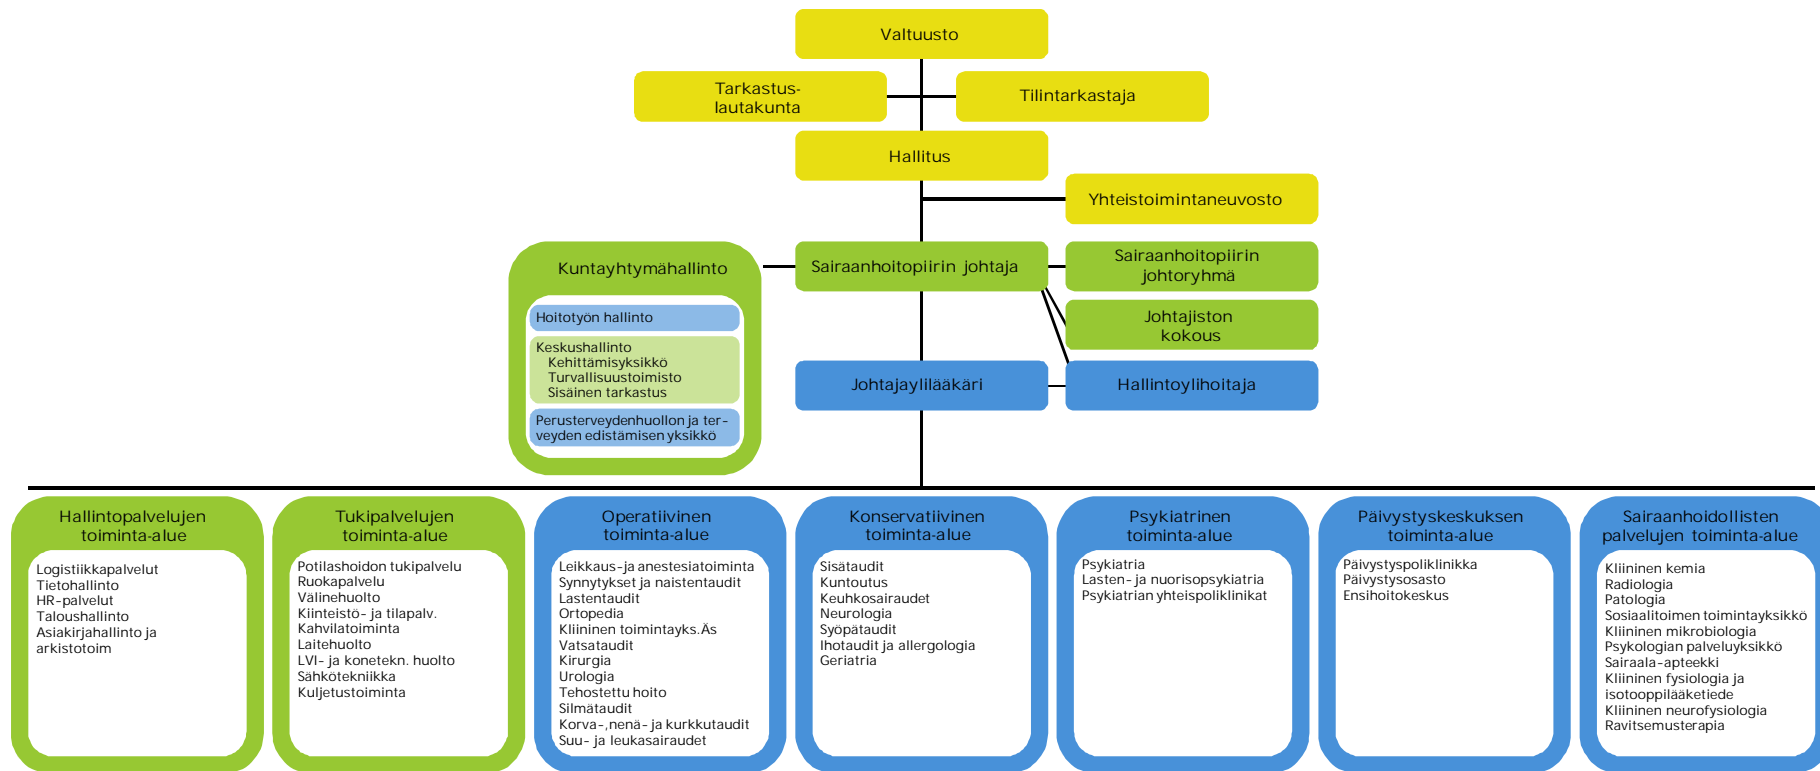 Valtuusto
Tarkastus-
lautakunta
Tilintarkastaja
Hallitus
Yhteistoimintaneuvosto
Kuntayhtymähallinto
Sairaanhoitopiirin johtaja
Sairaanhoitopiirin
johtoryhmä
Hoitotyön hallinto
Keskushallinto
Kehittämisyksikkö
Turvallisuustoimisto
Sisäinen tarkastus
Perusterveydenhuollon ja ter-
veyden edistämisen yksikkö
Johtajiston
kokous
Johtajaylilääkäri
Hallintoylihoitaja
Hallintopalvelujen
toiminta-alue
Logistiikkapalvelut
Tietohallinto
HR-palvelut
Taloushallinto
Asiakirjahallinto ja
arkistotoim
Tukipalvelujen
toiminta-alue
Potilashoidon tukipalvelu
Ruokapalvelu
Välinehuolto
Kiinteistö- ja tilapalv.
Kahvilatoiminta
Laitehuolto
LVI- ja konetekn. huolto
Sähkötekniikka
Kuljetustoiminta
Operatiivinen
toiminta-alue
Leikkaus-ja anestesiatoiminta
Synnytykset ja naistentaudit
Lastentaudit
Ortopedia
Kliininen toimintayks.Äs
Vatsataudit
Kirurgia
Urologia
Tehostettu hoito
Silmätaudit
Korva-,nenä- ja kurkkutaudit
Suu- ja leukasairaudet
Konservatiivinen
toiminta-alue
Sisätaudit
Kuntoutus
Keuhkosairaudet
Neurologia
Syöpätaudit
Ihotaudit ja allergologia
Geriatria
Psykiatrinen
toiminta-alue
Psykiatria
Lasten- ja nuorisopsykiatria
Psykiatrian yhteispoliklinikat
Päivystyskeskuksen
toiminta-alue
Päivystyspoliklinikka
Päivystysosasto
Ensihoitokeskus
Sairaanhoidollisten
palvelujen toiminta-alue
Kliininen kemia
Radiologia
Patologia
Sosiaalitoimen toimintayksikkö
Kliininen mikrobiologia
Psykologian palveluyksikkö
Sairaala-apteekki
Kliininen fysiologia ja
isotooppilääketiede
Kliininen neurofysiologia
Ravitsemusterapia